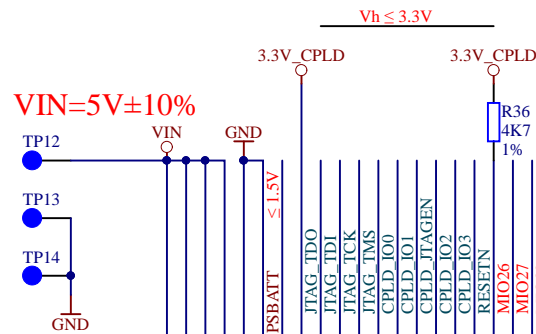 Vh ≤ 3.3V
3.3V_CPLD
3.3V_CPLD
VIN=5V±10%
R36
4K7
1%
TP12
VIN
GND
TP13
TP14
GND
PSBATT
≤ 1.5V
JTAG_TDO
JTAG_TDI
JTAG_TCK
JTAG_TMS
CPLD_IO0
CPLD_IO1
CPLD_JTAGEN
CPLD_IO2
CPLD_IO3
RESETN
MIO26
MIO27